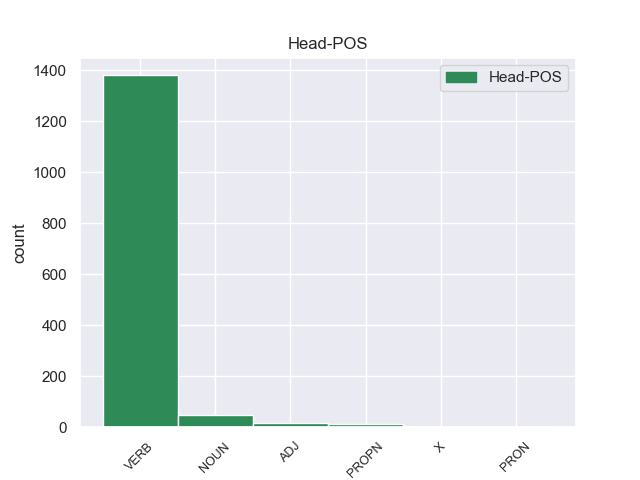 Head-POS
Head-POS
1400
1200
1000
800
600
400
200
0
count
VERB
NOUN
ADJ
PROPN
X
PRON